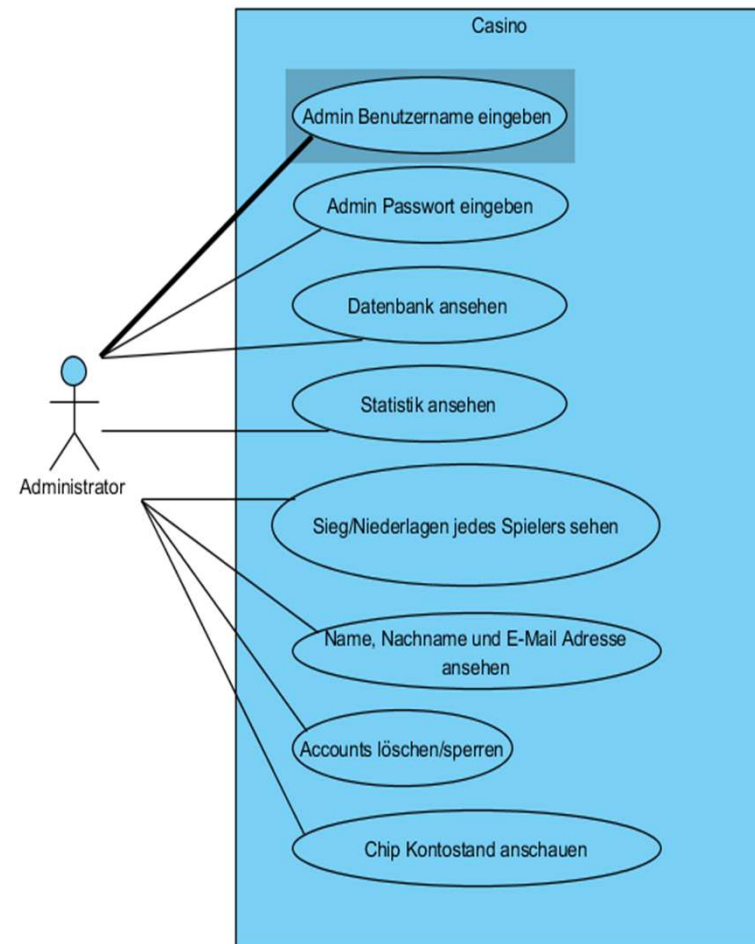 Casino
Admin Benutzername eingeben
Admin Passwort eingeben
Datenbank ansehen
Statistik ansehen
Administrator
Sieg/Niederlagen jedes Spielers sehen
Name, Nachname und E-Mail Adresse
ansehen
Accounts löschen/sperren
Chip Kontostand anschauen